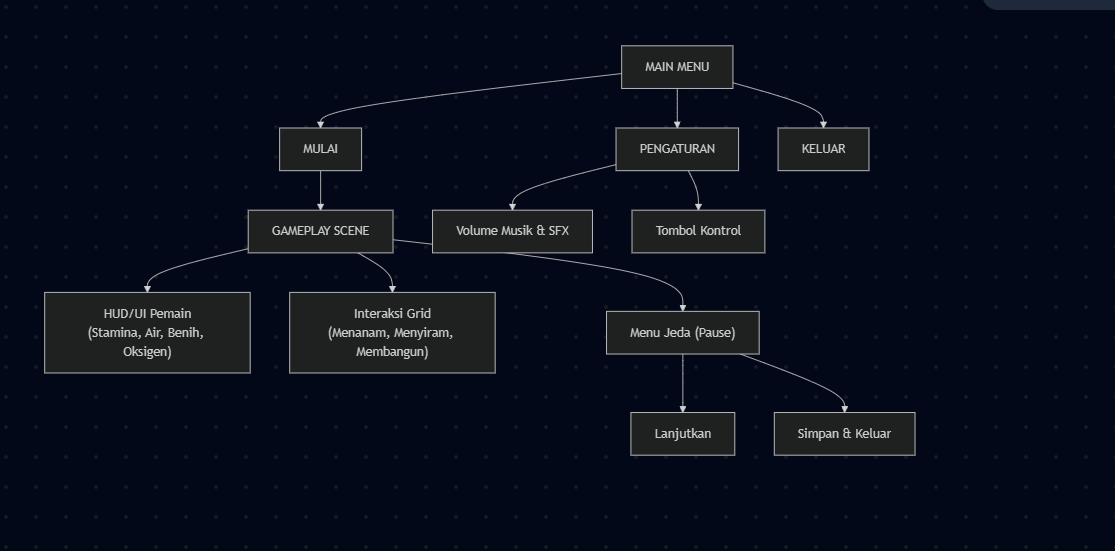 MAIN MENU
MULAI
PENGATURAN
KELUAR
GAMEPLAY SCENE
Volume Musik & SFX
Tombol Kontrol
HUD/UI Pemain
(Stamina, Air, Benih,
Oksigen)
Interaksi Grid
(Menanam, Menyiram,
Membangun)
Menu Jeda (Pause)
Lanjutkan
Simpan & Keluar